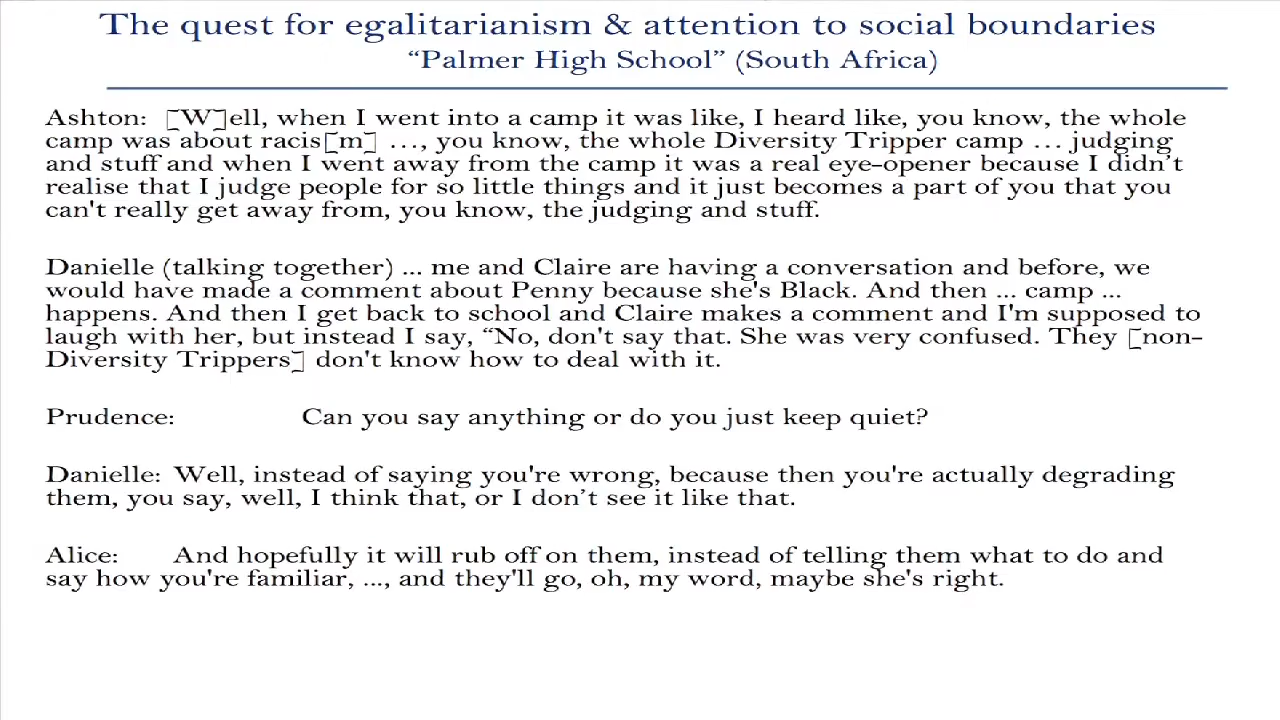 The quest for egalitarianism & attention to social boundaries
“Palmer High School” (South Africa)
Ashton: [W]ell, when I went into a camp it was like, I heard like, you know, the whole
camp was about racis[m] …, you know, the whole Diversity Tripper camp … judging
and stuff and when I went away from the camp it was a real eye-opener because I didn’t
realise that I judge people for so little things and it just becomes a part of you that you
can't really get away from, you know, the judging and stuff.
Danielle (talking together) ... me and Claire are having a conversation and before, we
would have made a comment about Penny because she's Black. And then ... camp ...
happens. And then I get back to school and Claire makes a comment and I'm supposed to
laugh with her, but instead I say, “No, don't say that. She was very confused. They [non-
Diversity Trippers] don't know how to deal with it.
Prudence: Can you say anything or do you just keep quiet?
Danielle: Well, instead of saying you're wrong, because then you're actually degrading
them, you say, well, I think that, or I don’t see it like that.
Alice: And hopefully it will rub off on them, instead of telling them what to do and
say how you're familiar, ..., and they'll go, oh, my word, maybe she's right.